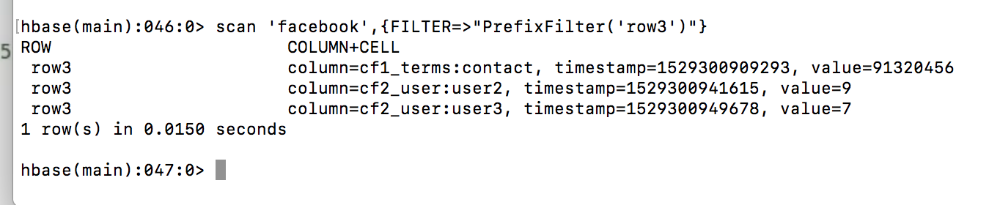 [hbase(main):046:0> scan 'facebook',{FILTER=>"PrefixFilter('row3')"}
ROW COLUMN+CELL
5
row3 column=cf1_terms:contact, timestamp=1529300909293, value=91320456
row3 column=cf2_user:user2, timestamp=1529300941615, value=9
row3 column=cf2_user:user3, timestamp=1529300949678, value=7
1 row(s) in 0.0150 seconds
hbase(main):047:0>